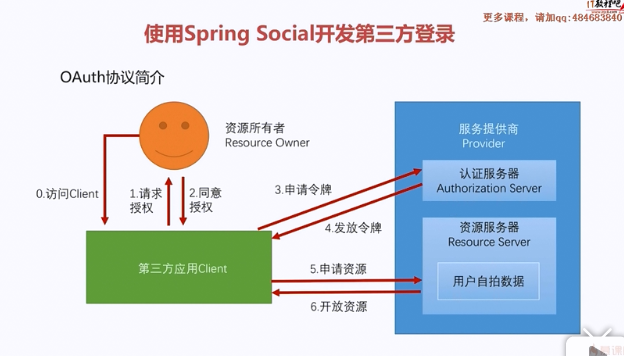 更多课程，请加qq:484683840
使用Spring Social开发第三方登录
OAuth协议简介
资源所有者
Resource Owner
服务提供商
Provider
认证服务器
Authorization Server
0.访问Client
1.请求
授权
2.同意
授权
3.申请令牌
4.发放令牌
资源服务器
Resource Server
第三方应用Client
5.申请资源
用户自拍数据
6.开放资源